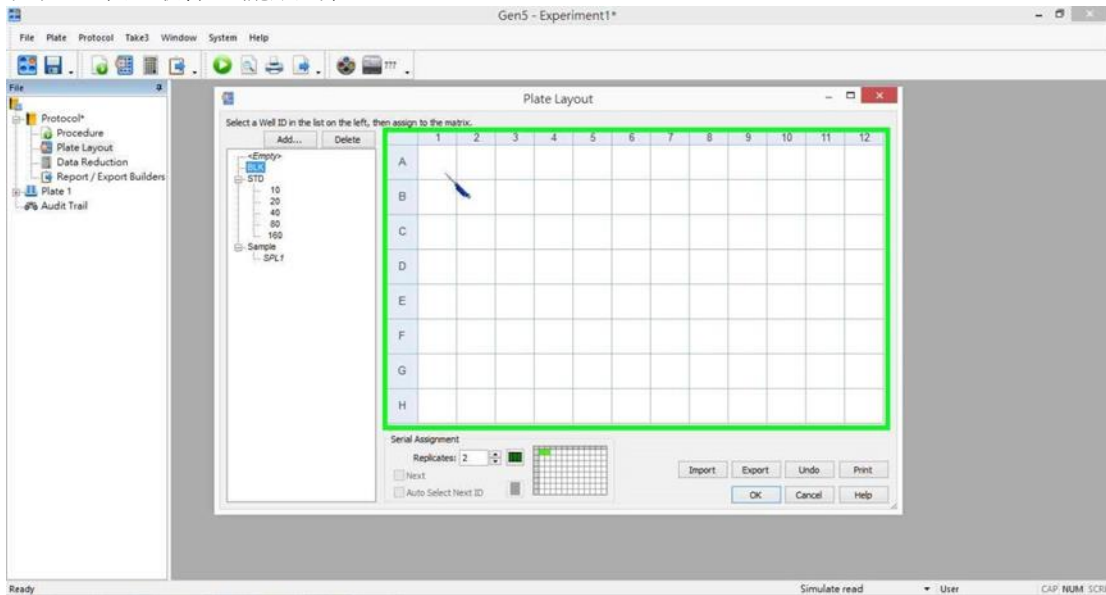 Gen5 - Experiment1*
File Plate Protocol Take3 Window System Help
???
File
Protocol*
Procedure
Plate Layout
Data Reduction
Report / Export Builders
Plate 1
Audit Trail
Plate Layout
Select a Well ID in the list on the left, then assign to the matrix.
Add... Delete
<Empty>
BLK
STD
10
20
40
80
160
Sample
SPL1
1 2 3 4 5 6 7 8 9 10 11 12
A
B
C
D
E
F
G
H
Serial Assignment
Replicates: 2
Next
Auto Select Next ID
Import Export Undo Print
OK Cancel Help
Ready Simulate read User CAP NUM SCRL